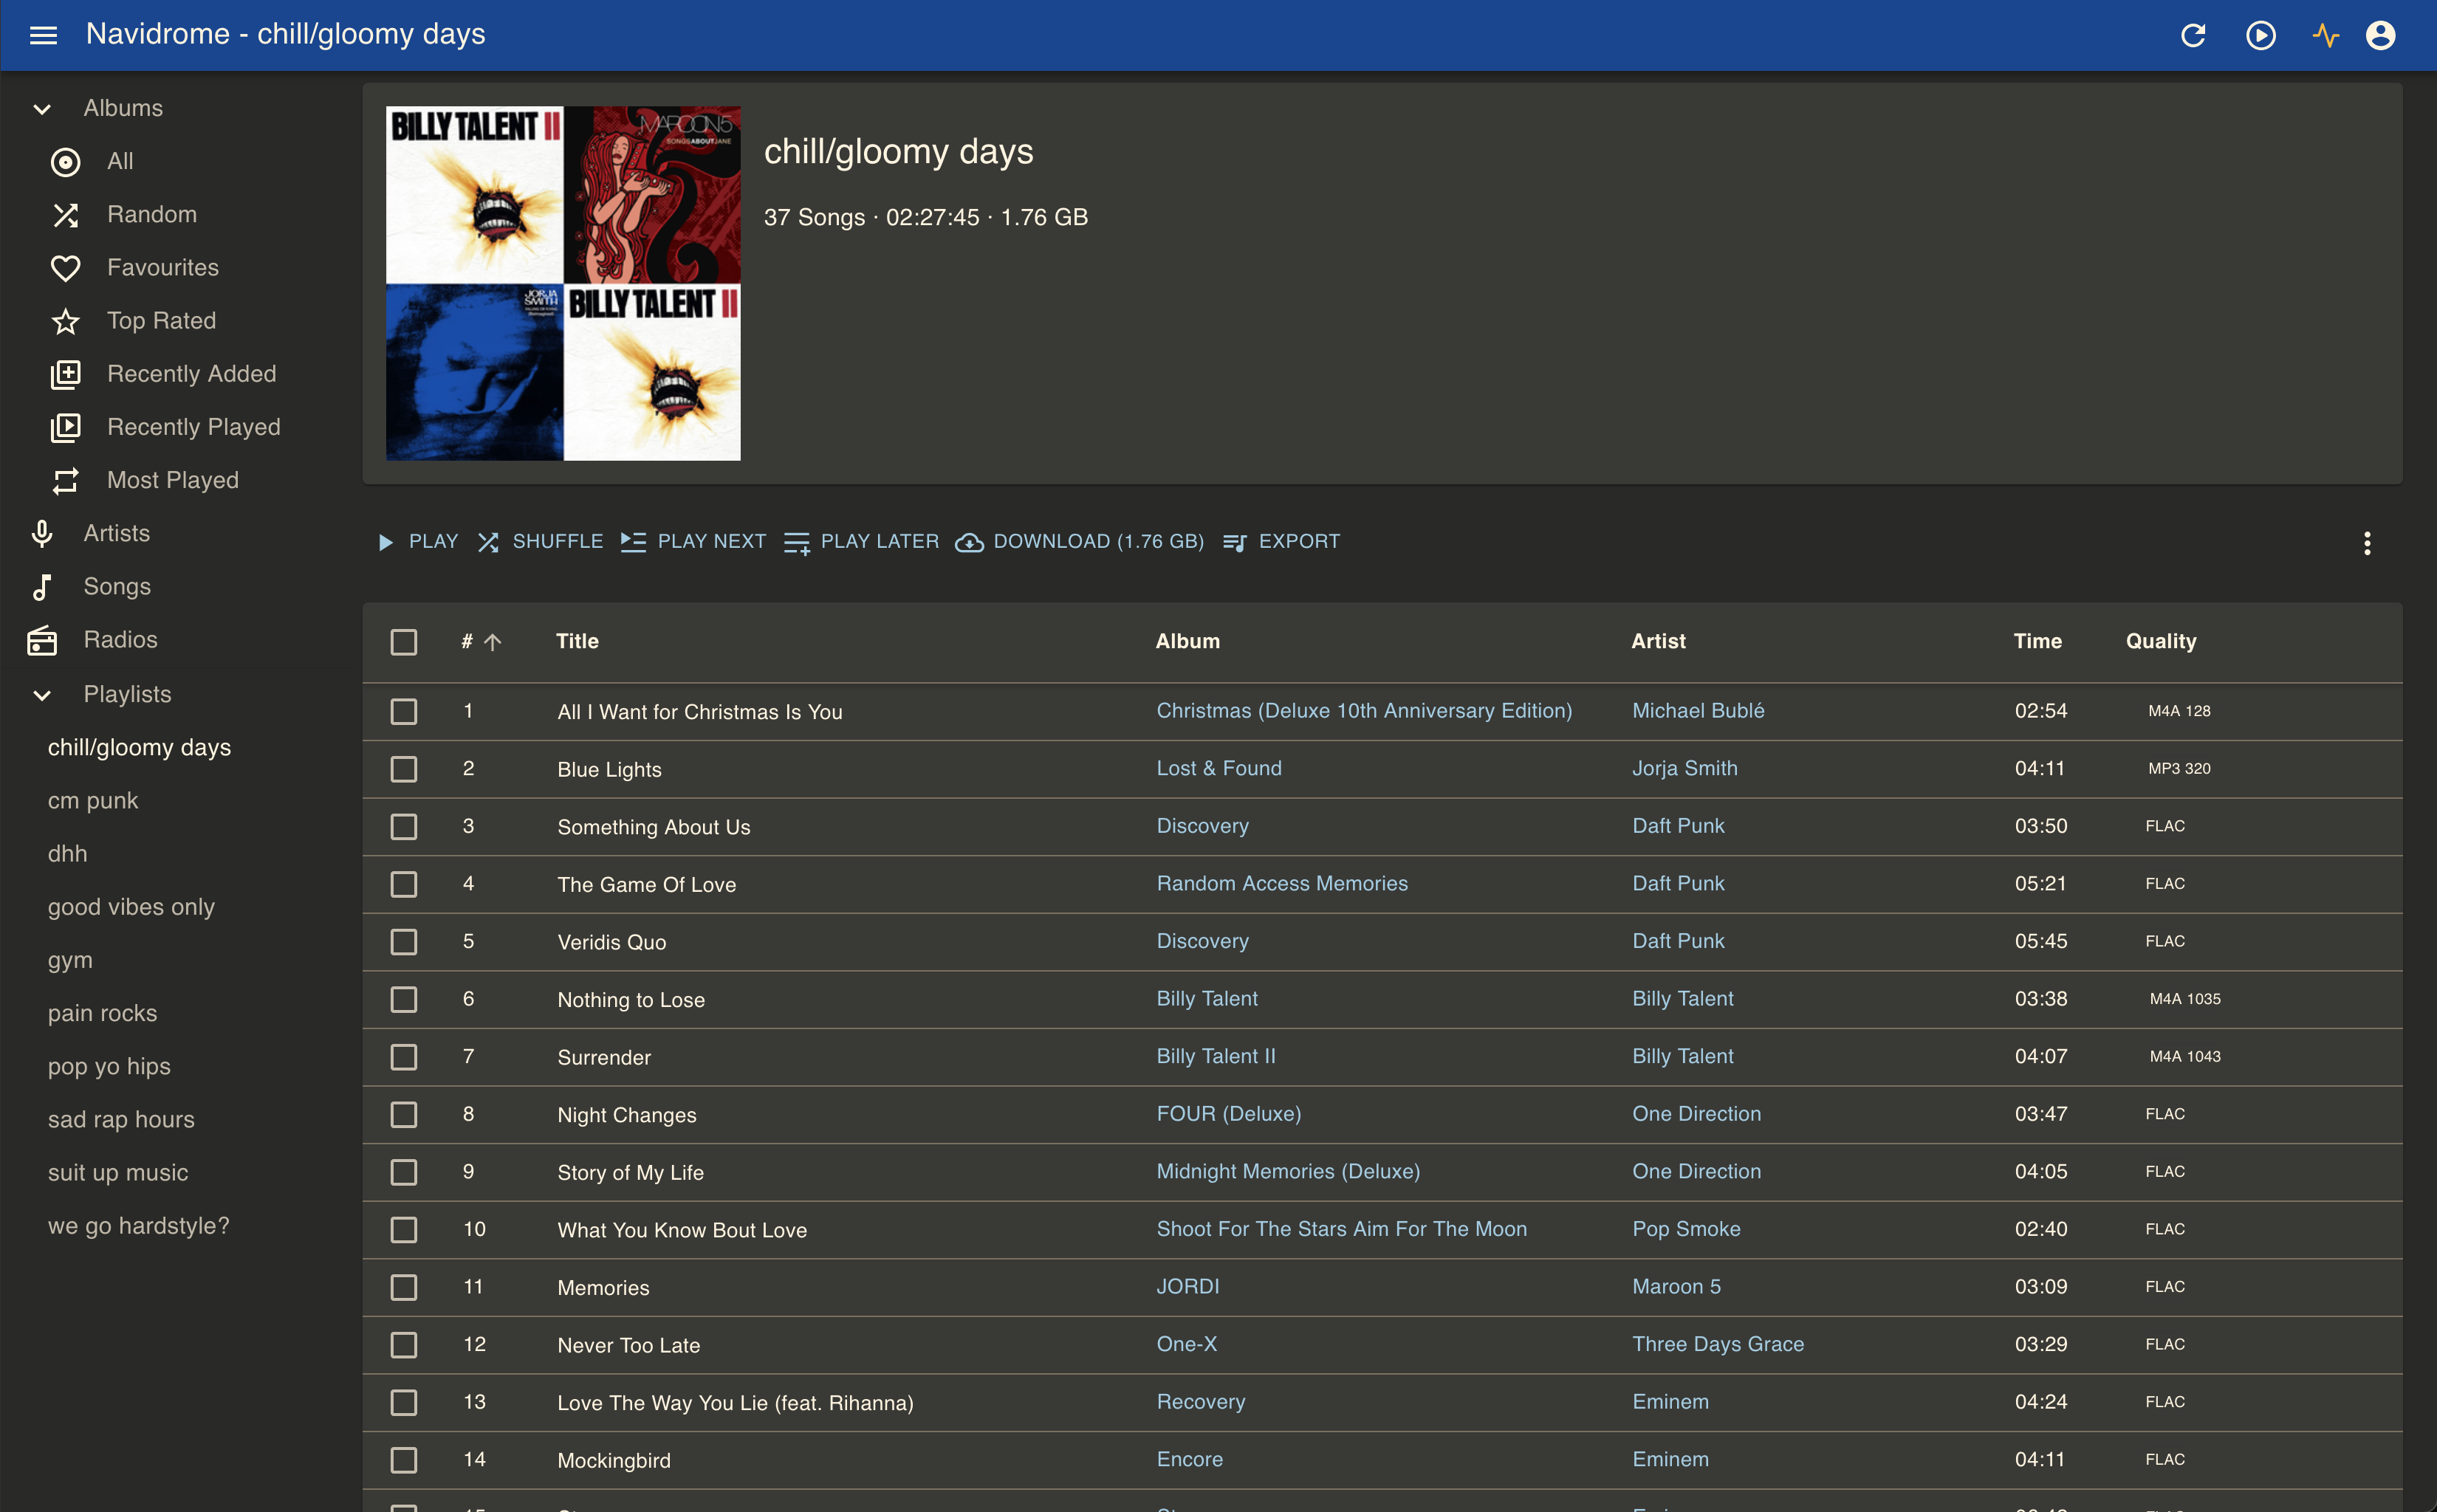 Navidrome - chill/gloomy days
Albums
All
Random
Favourites
Top Rated
Recently Added
Recently Played
Most Played
Artists
Songs
Radios
Playlists
chill/gloomy days
cm punk
dhh
good vibes only
gym
pain rocks
pop yo hips
sad rap hours
suit up music
we go hardstyle?
BILLY TALENT II
MAROON5
SONGSABOUTJANE
JORJA
SMITH
BILLY TALENT II
chill/gloomy days
37 Songs · 02:27:45 · 1.76 GB
PLAY SHUFFLE PLAY NEXT PLAY LATER DOWNLOAD (1.76 GB) EXPORT
# Title Album Artist Time Quality
1 All I Want for Christmas Is You Christmas (Deluxe 10th Anniversary Edition) Michael Bublé 02:54 M4A 128
2 Blue Lights Lost & Found Jorja Smith 04:11 MP3 320
3 Something About Us Discovery Daft Punk 03:50 FLAC
4 The Game Of Love Random Access Memories Daft Punk 05:21 FLAC
5 Veridis Quo Discovery Daft Punk 05:45 FLAC
6 Nothing to Lose Billy Talent Billy Talent 03:38 M4A 1035
7 Surrender Billy Talent II Billy Talent 04:07 M4A 1043
8 Night Changes FOUR (Deluxe) One Direction 03:47 FLAC
9 Story of My Life Midnight Memories (Deluxe) One Direction 04:05 FLAC
10 What You Know Bout Love Shoot For The Stars Aim For The Moon Pop Smoke 02:40 FLAC
11 Memories JORDI Maroon 5 03:09 FLAC
12 Never Too Late One-X Three Days Grace 03:29 FLAC
13 Love The Way You Lie (feat. Rihanna) Recovery Eminem 04:24 FLAC
14 Mockingbird Encore Eminem 04:11 FLAC